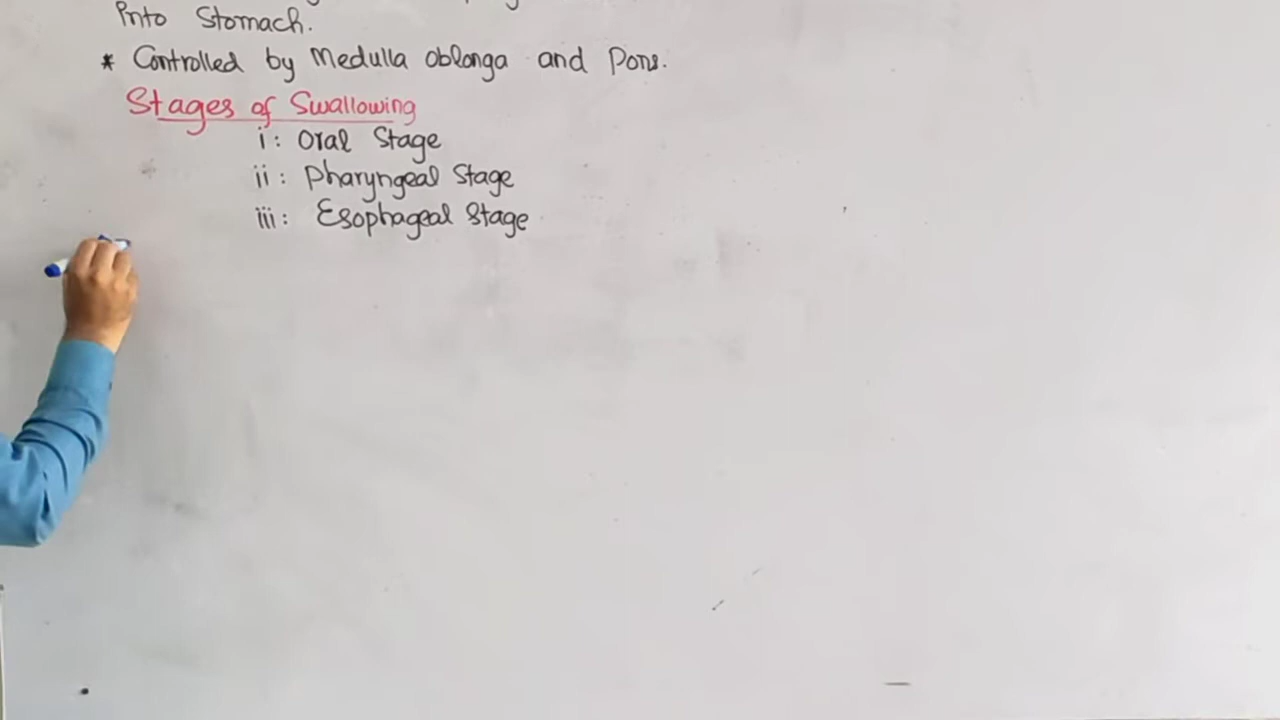 into Stomach.
* Controlled by Medulla oblonga and Pons.
Stages of Swallowing
i : Oral Stage
ii : Pharyngeal Stage
iii : Esophageal Stage